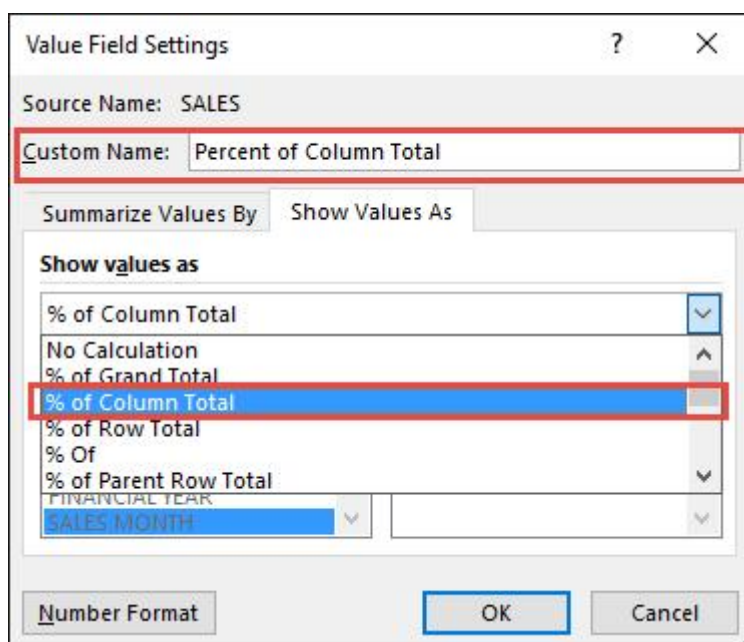 Value Field Settings ? ×
Source Name: SALES
Custom Name: Percent of Column Total
Summarize Values By Show Values As
Show values as
% of Column Total
No Calculation
% of Grand Total
% of Column Total
% of Row Total
% Of
% of Parent Row Total
FINANCIAL YEAR
SALES MONTH
Number Format OK Cancel